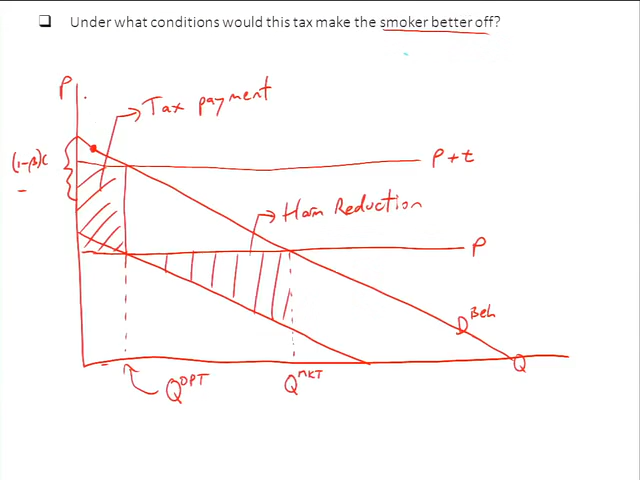 ❑ Under what conditions would this tax make the smoker better off?
P
Tax payment
(1-β)c
P+t
Harm Reduction
P
D^Beh
Q
Q^OPT
Q^MKT